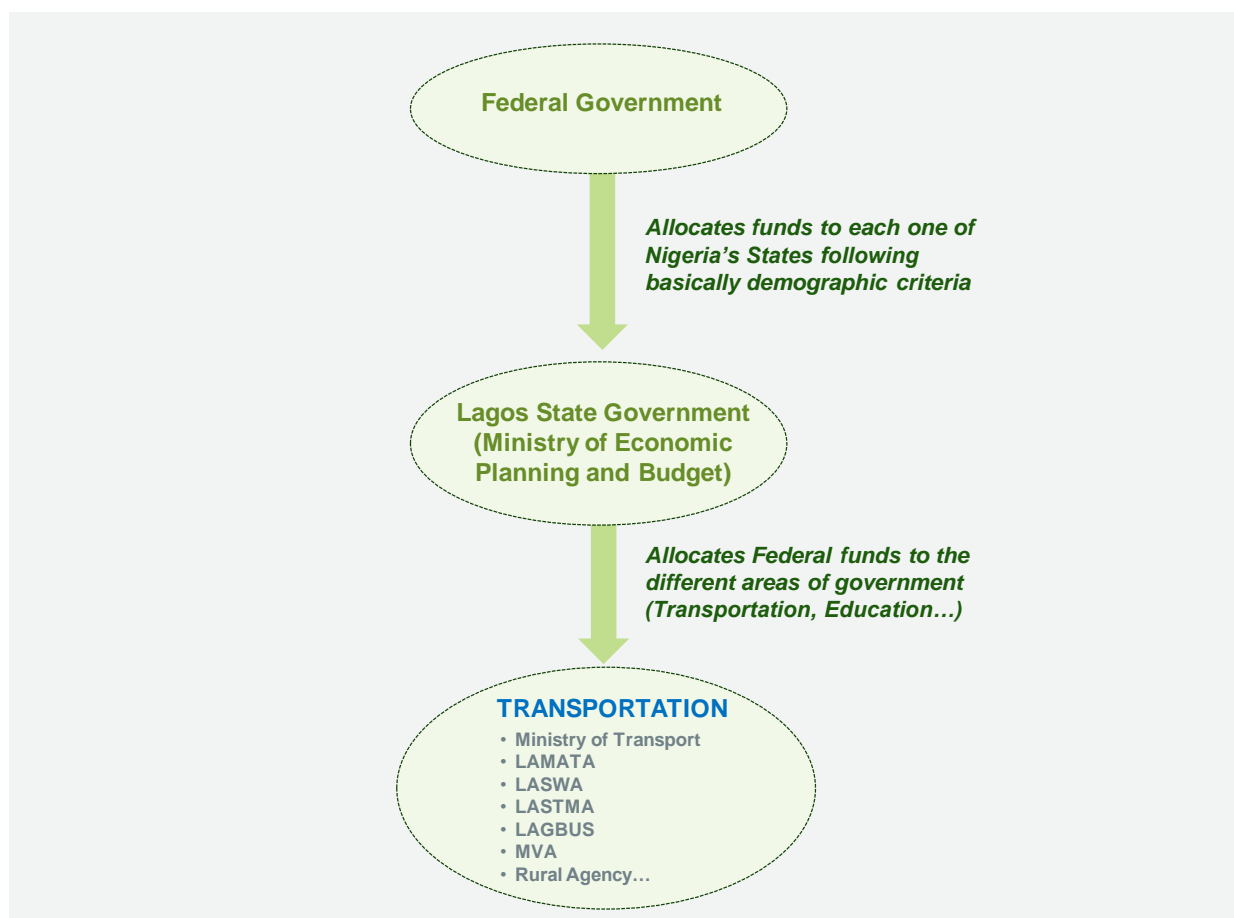 Federal Government
Allocates funds to each one of
Nigeria’s States following
basically demographic criteria
Lagos State Government
(Ministry of Economic
Planning and Budget)
Allocates Federal funds to the
different areas of government
(Transportation, Education…)
TRANSPORTATION
• Ministry of Transport
• LAMATA
• LASWA
• LASTMA
• LAGBUS
• MVA
• Rural Agency…